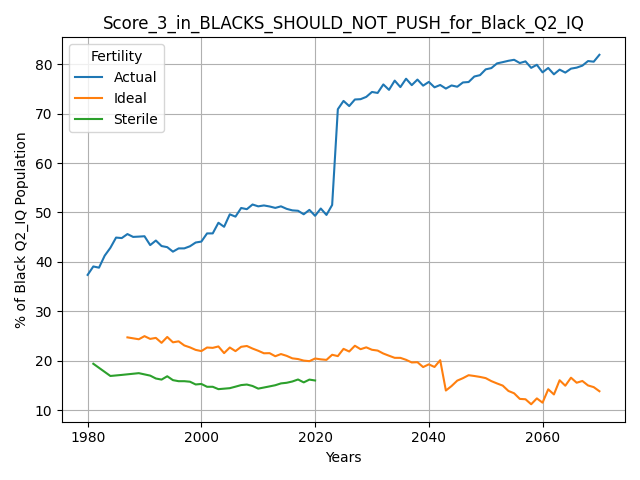 Score_3_in_BLACKS_SHOULD_NOT_PUSH_for_Black_Q2_IQ
Fertility
Actual
Ideal
Sterile
% of Black Q2_IQ Population
80
70
60
50
40
30
20
10
1980 2000 2020 2040 2060
Years